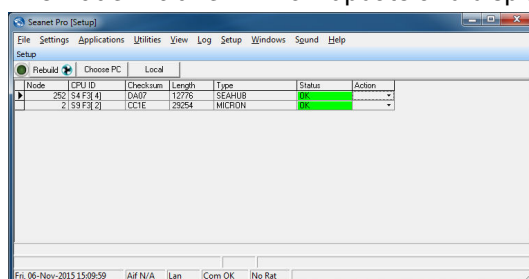 Seanet Pro [Setup]
File Settings Applications Utilities View Log Setup Windows Sound Help
Setup
Rebuild Choose PC Local
Node CPU ID Checksum Length Type Status Action
252 S4 F3[ 4] DA07 12776 SEAHUB OK
2 S9 F3[ 2] CC1E 29254 MICRON OK
Fri, 06-Nov-2015 15:09:59 Aif N/A Lan Com OK No Rat